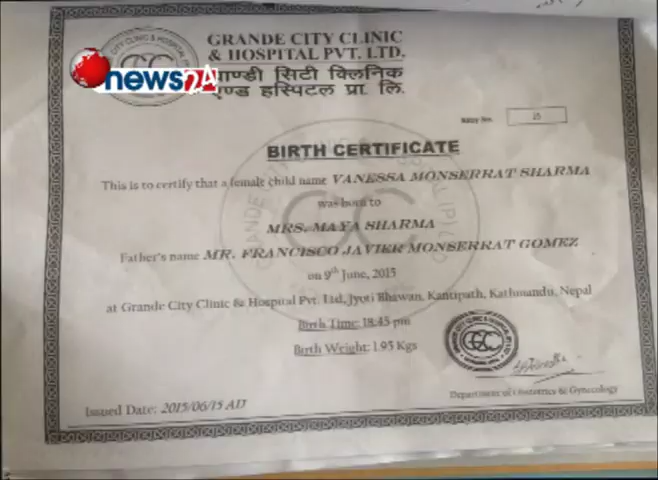 GRANDE CITY CLINIC
& HOSPITAL PVT. LTD.
news24
ग्राण्डी सिटी क्लिनिक
एण्ड हस्पिटल प्रा. लि.
Baby No. 15
BIRTH CERTIFICATE
This is to certify that a female child name VANESSA MONSERRAT SHARMA
was born to
MRS. MAYA SHARMA
Father's name MR. FRANCISCO JAVIER MONSERRAT GOMEZ
on 9th June, 2015
at Grande City Clinic & Hospital Pvt. Ltd, Jyoti Bhawan, Kantipath, Kathmandu, Nepal
Birth Time: 18:45 pm
Birth Weight: 1.95 Kgs
Department of Obstetrics & Gynecology
Issued Date: 2015/06/15 AD